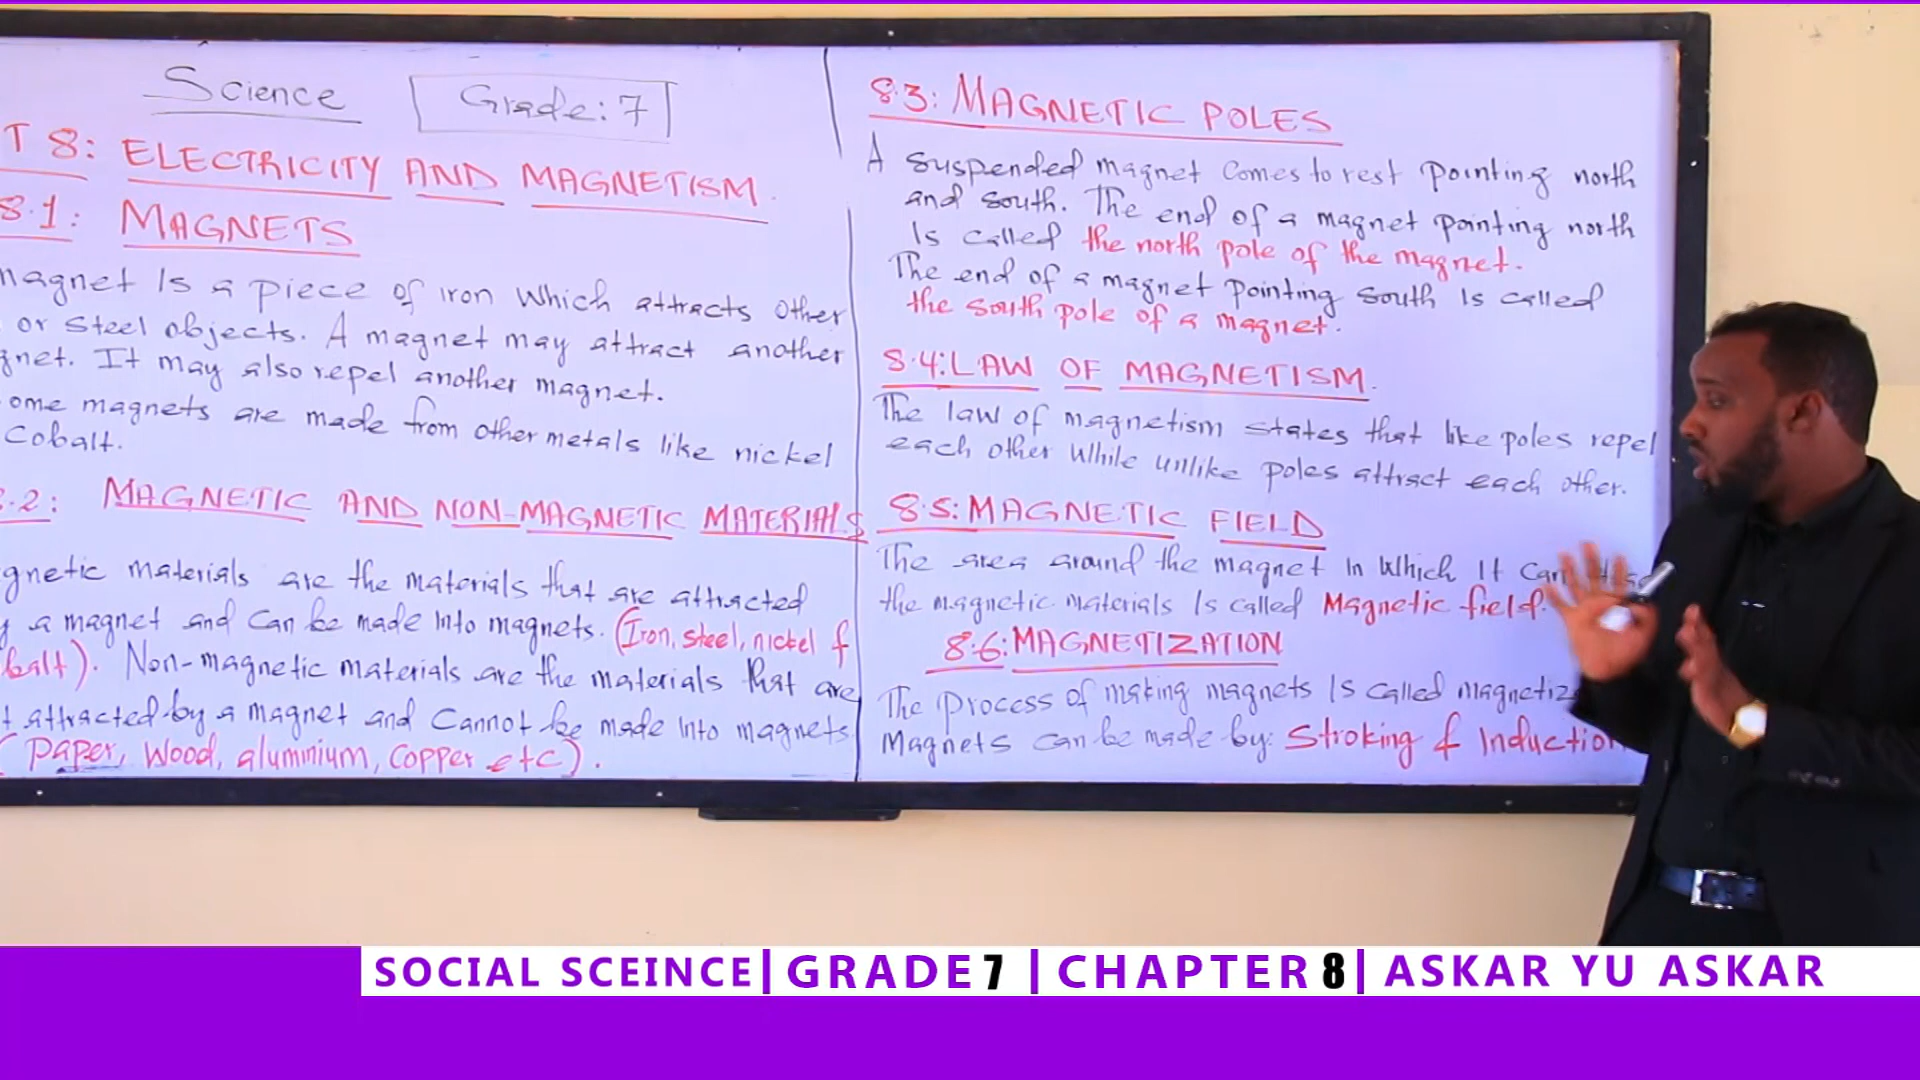 Science
Grade: 7
T 8: ELECTRICITY AND MAGNETISM.
8.1: MAGNETS
magnet Is a piece of iron Which attracts other
or steel objects. A magnet may attract another
gnet. It may also repel another magnet.
ome magnets are made from other metals like nickel
Cobalt.
.2: MAGNETIC AND NON-MAGNETIC MATERIALS
gnetic materials are the materials that are attracted
a magnet and Can be made Into magnets. (Iron, steel, nickel &
balt). Non-magnetic materials are the materials that are
t attracted by a magnet and Cannot be made Into magnets.
( Paper, Wood, aluminium, Copper etc).
8.3: MAGNETIC POLES
A suspended magnet Comes to rest Pointing north
and south. The end of a magnet pointing north
Is called the north pole of the magnet.
The end of a magnet Pointing South Is called
the south pole of a magnet.
8.4: LAW OF MAGNETISM.
The law of magnetism states that like poles repel
each other While unlike poles attract each other.
8.5: MAGNETIC FIELD
The area around the magnet In Which It Can
the magnetic materials Is called Magnetic field.
8.6: MAGNETIZATION
The Process of making magnets Is Called magnetiz
Magnets can be made by: Stroking & Induction
SOCIAL SCEINCE| GRADE 7 | CHAPTER 8| ASKAR YU ASKAR